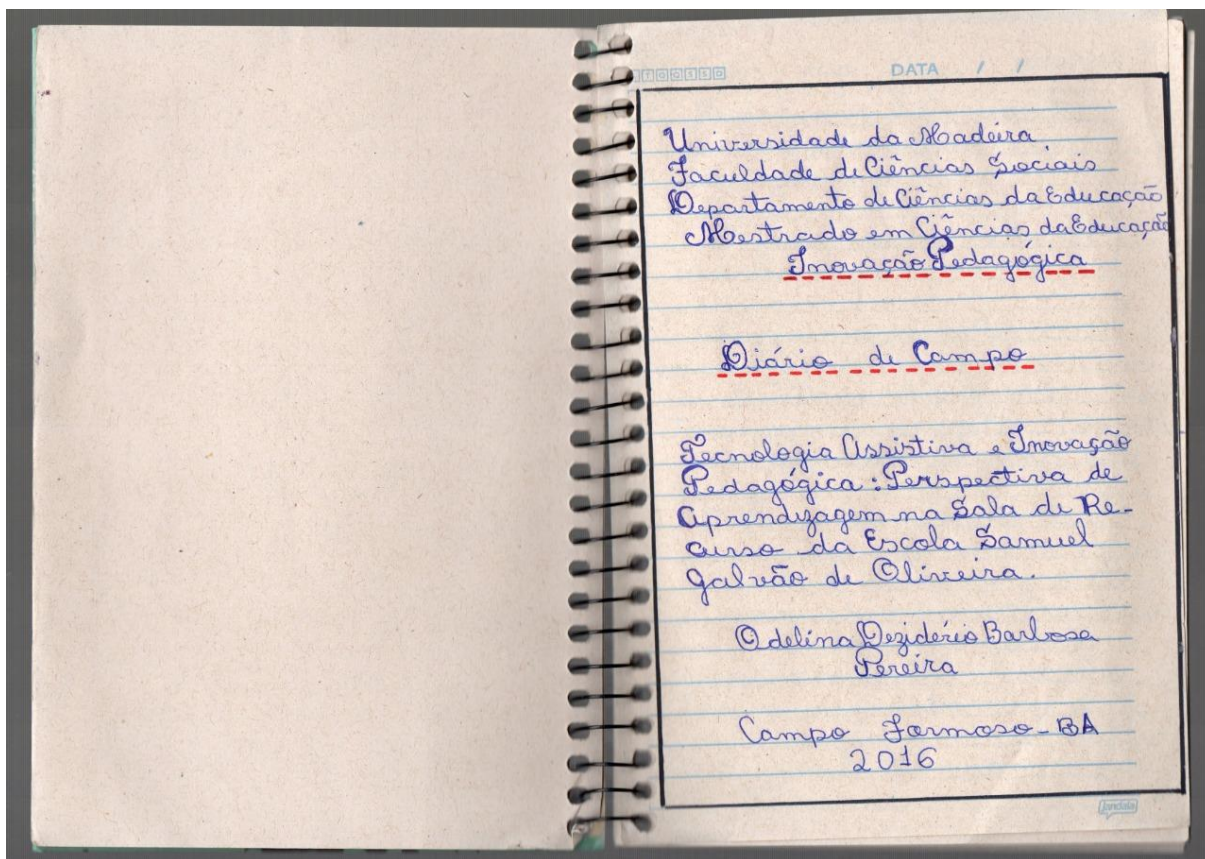 DATA / /
Universidade da Madeira
Faculdade de Ciências Sociais
Departamento de Ciências da Educação
Mestrado em Ciências da Educação
Inovação Pedagógica
Diário de Campo
Tecnologia Assistiva e Inovação
Pedagógica: Perspectiva de
aprendizagem na Sala de Re-
curso da Escola Samuel
Galvão de Oliveira.
Odelina Dezidério Barbosa
Pereira
Campo Formoso - BA
2016
jandaia